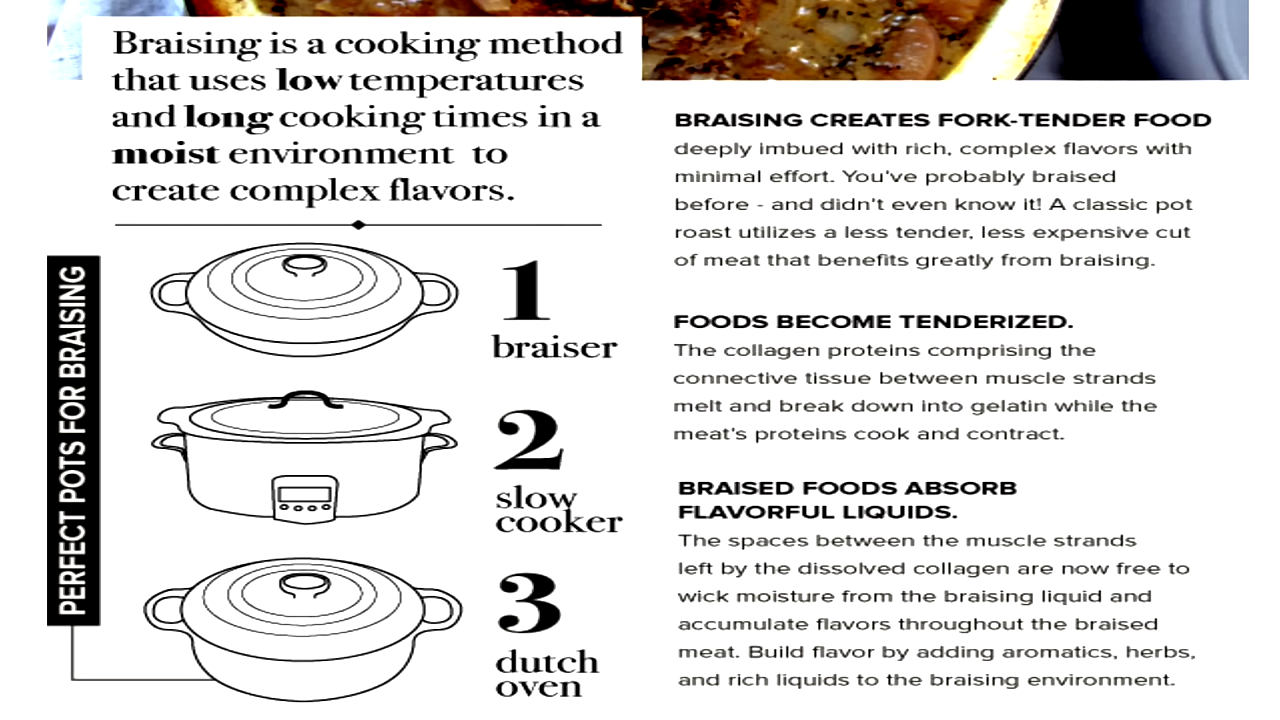 Braising is a cooking method
that uses low temperatures
and long cooking times in a
moist environment to
create complex flavors.
PERFECT POTS FOR BRAISING
1
braiser
2
slow
cooker
3
dutch
oven
BRAISING CREATES FORK-TENDER FOOD
deeply imbued with rich, complex flavors with
minimal effort. You've probably braised
before - and didn't even know it! A classic pot
roast utilizes a less tender, less expensive cut
of meat that benefits greatly from braising.
FOODS BECOME TENDERIZED.
The collagen proteins comprising the
connective tissue between muscle strands
melt and break down into gelatin while the
meat's proteins cook and contract.
BRAISED FOODS ABSORB
FLAVORFUL LIQUIDS.
The spaces between the muscle strands
left by the dissolved collagen are now free to
wick moisture from the braising liquid and
accumulate flavors throughout the braised
meat. Build flavor by adding aromatics, herbs,
and rich liquids to the braising environment.